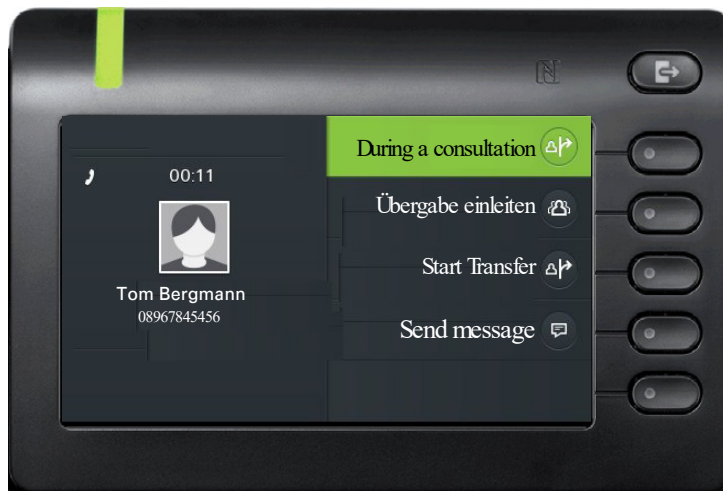 During a consultation
00:11
Übergabe einleiten
Start Transfer
Tom Bergmann
08967845456
Send message